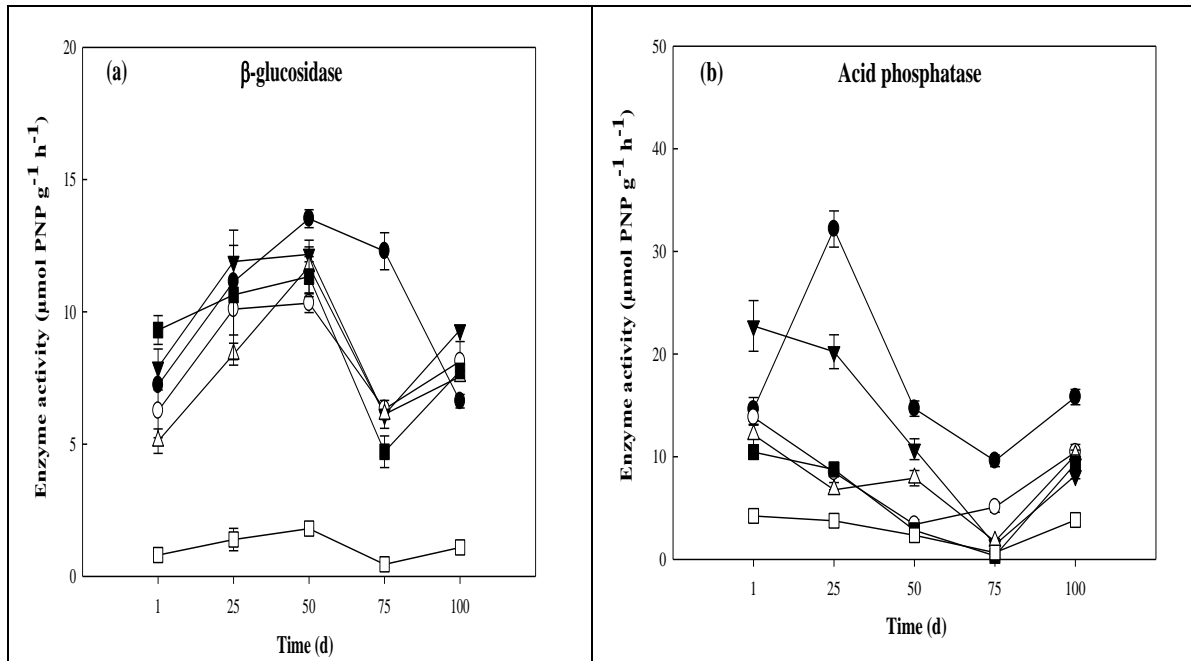 (a)
β-glucosidase
Enzyme activity (µmol PNP g⁻¹ h⁻¹)
20
15
10
5
0
1 25 50 75 100
Time (d)
(b)
Acid phosphatase
Enzyme activity (µmol PNP g⁻¹ h⁻¹)
50
40
30
20
10
0
1 25 50 75 100
Time (d)